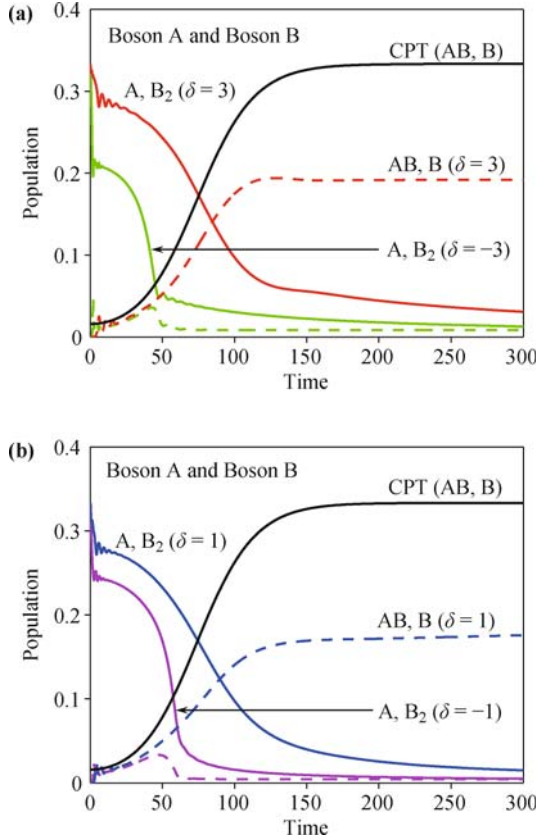 (a)
0.4
Boson A and Boson B
CPT (AB, B)
A, B₂ (δ = 3)
0.3
Population
0.2
AB, B (δ = 3)
0.1
A, B₂ (δ = −3)
0
0 50 100 150 200 250 300
Time
(b)
0.4
Boson A and Boson B
CPT (AB, B)
A, B₂ (δ = 1)
0.3
Population
0.2
AB, B (δ = 1)
0.1
A, B₂ (δ = −1)
0
0 50 100 150 200 250 300
Time